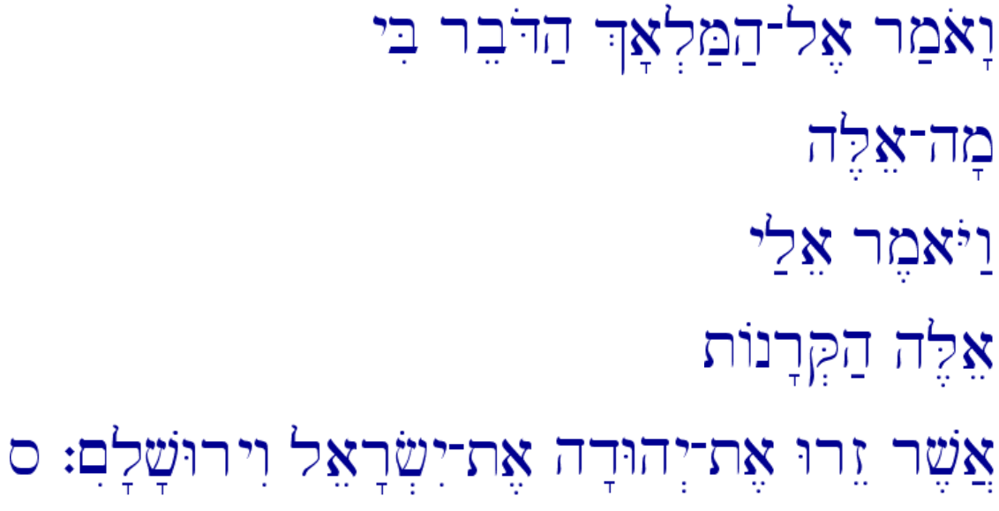 וָאֹמַר אֶל-הַמַּלְאָךְ הַדֹּבֵר בִּי
מָה-אֵלֶּה
וַיֹּאמֶר אֵלַי
אֵלֶּה הַקְּרָנוֹת
אֲשֶׁר זֵרוּ אֶת-יְהוּדָה אֶת-יִשְׂרָאֵל וִירוּשָׁלָםִ׃ ס